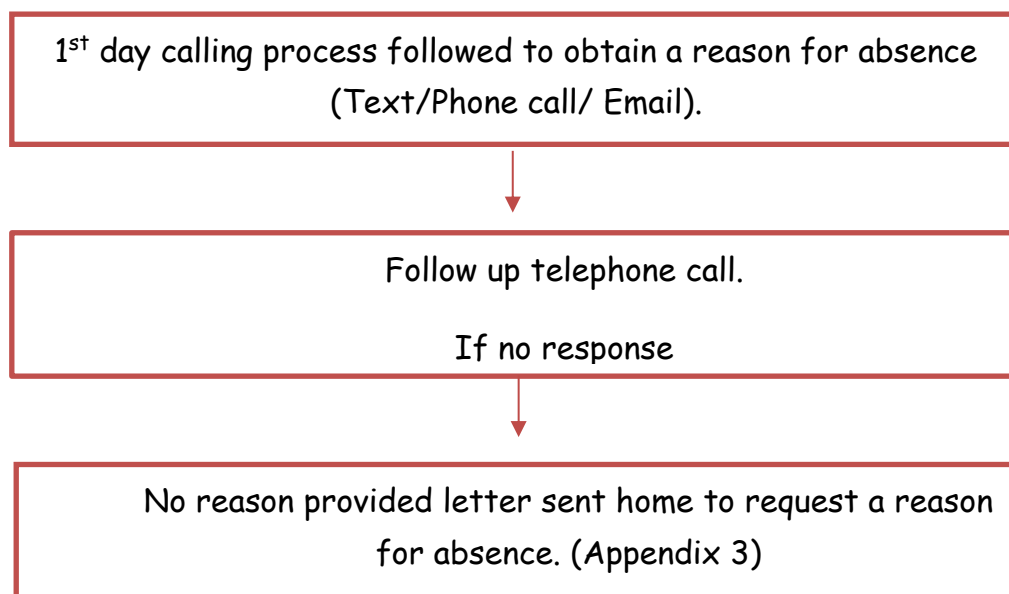 1st day calling process followed to obtain a reason for absence
(Text/Phone call/ Email).
Follow up telephone call.
If no response
No reason provided letter sent home to request a reason
for absence. (Appendix 3)